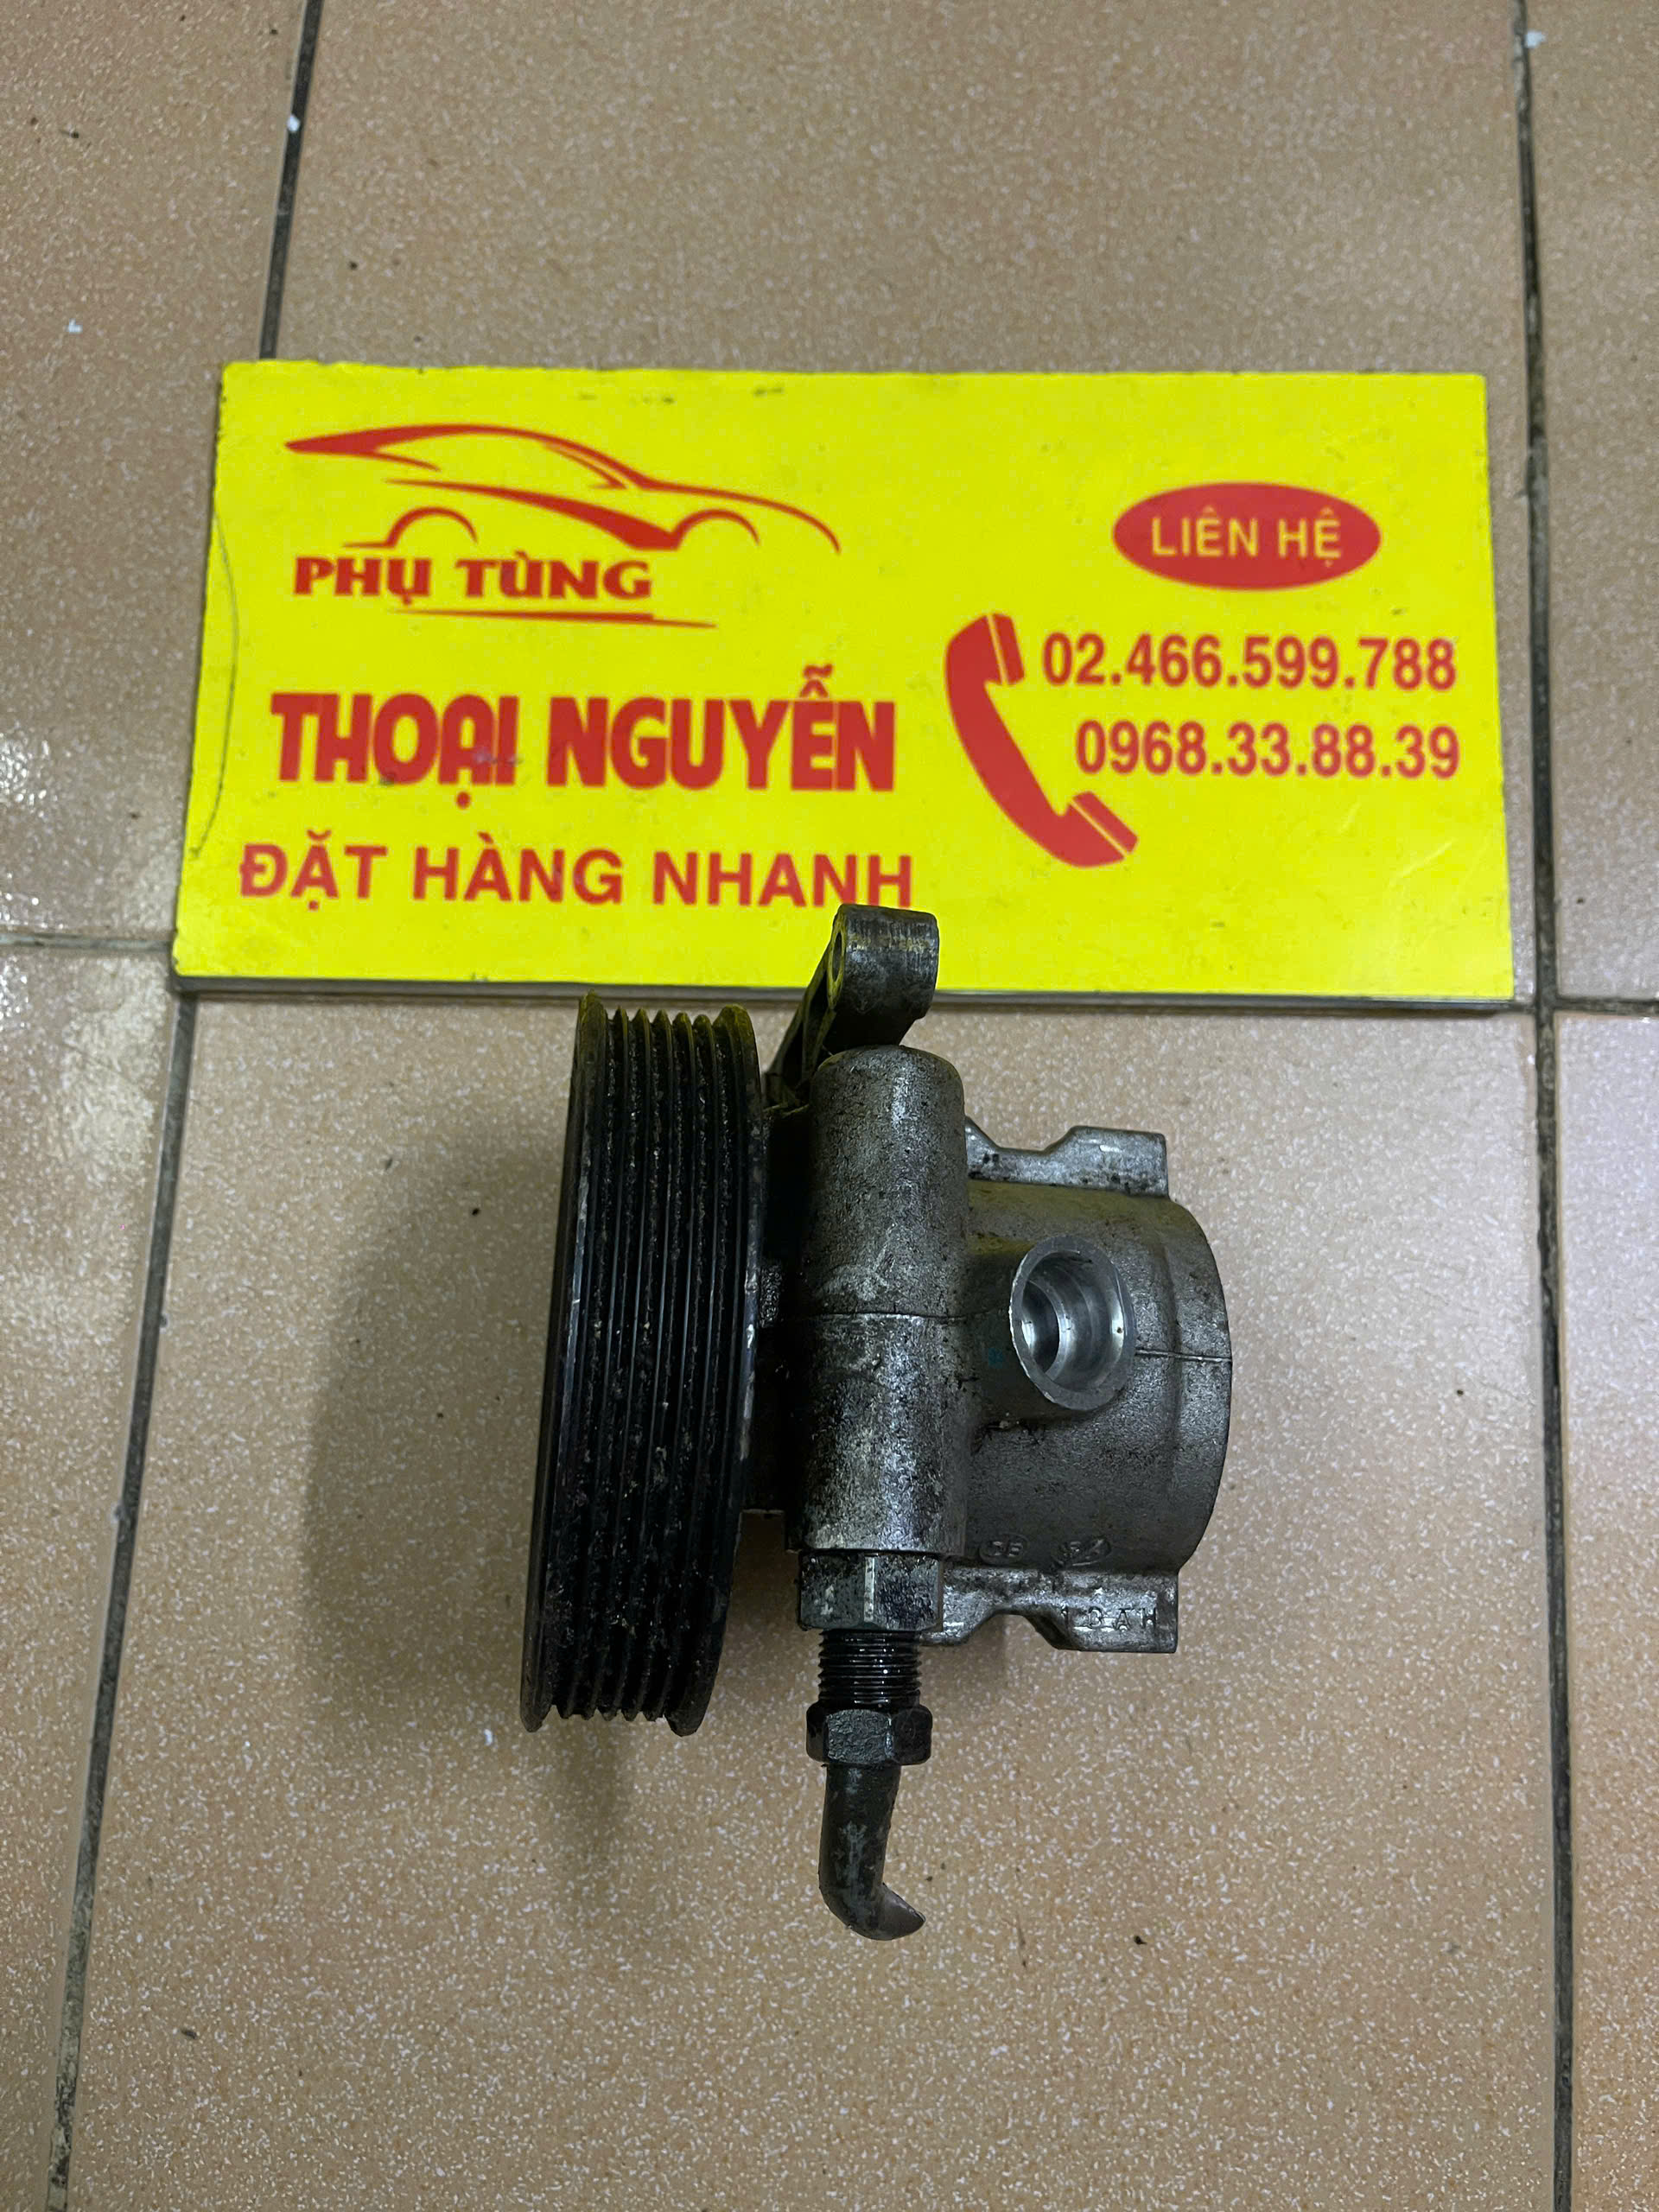 PHỤ TÙNG
THOẠI NGUYỄN
ĐẶT HÀNG NHANH
LIÊN HỆ
02.466.599.788
0968.33.88.39